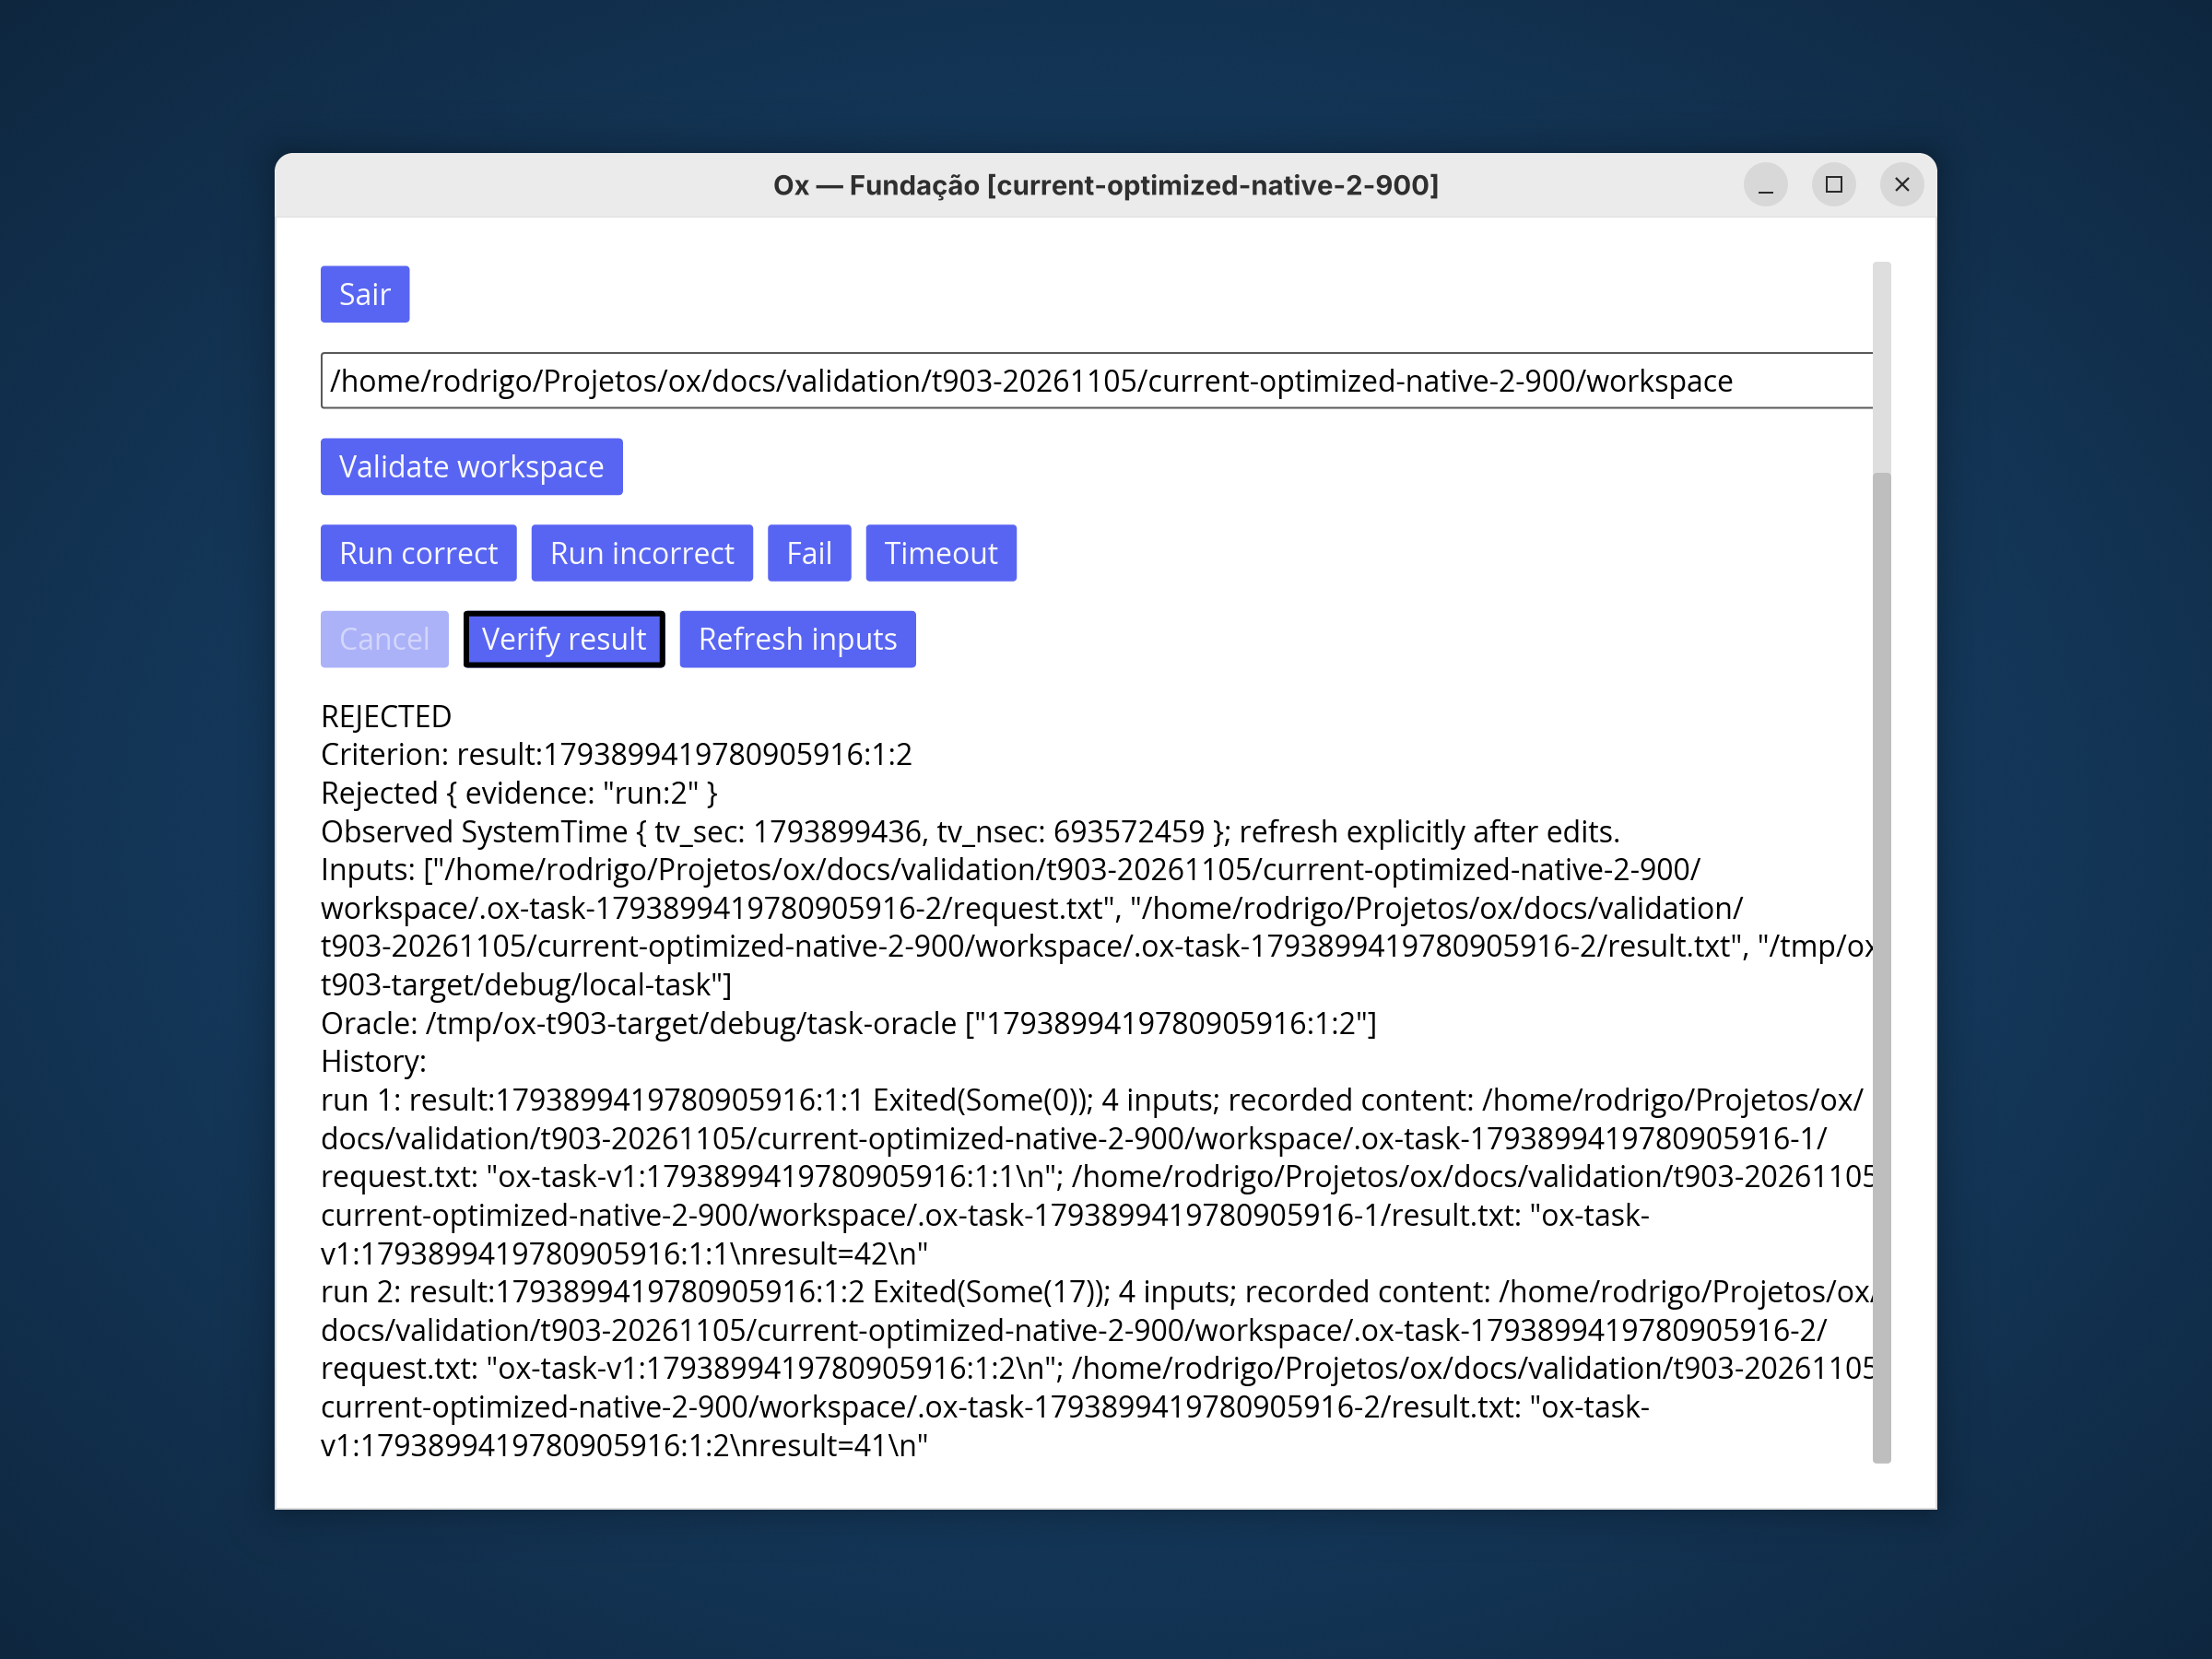 Ox — Fundação [current-optimized-native-2-900]
Sair
/home/rodrigo/Projetos/ox/docs/validation/t903-20261105/current-optimized-native-2-900/workspace
Validate workspace
Run correct Run incorrect Fail Timeout
Cancel Verify result Refresh inputs
REJECTED
Criterion: result:1793899419780905916:1:2
Rejected { evidence: "run:2" }
Observed SystemTime { tv_sec: 1793899436, tv_nsec: 693572459 }; refresh explicitly after edits.
Inputs: ["/home/rodrigo/Projetos/ox/docs/validation/t903-20261105/current-optimized-native-2-900/
workspace/.ox-task-1793899419780905916-2/request.txt", "/home/rodrigo/Projetos/ox/docs/validation/
t903-20261105/current-optimized-native-2-900/workspace/.ox-task-1793899419780905916-2/result.txt", "/tmp/ox
t903-target/debug/local-task"]
Oracle: /tmp/ox-t903-target/debug/task-oracle ["1793899419780905916:1:2"]
History:
run 1: result:1793899419780905916:1:1 Exited(Some(0)); 4 inputs; recorded content: /home/rodrigo/Projetos/ox/
docs/validation/t903-20261105/current-optimized-native-2-900/workspace/.ox-task-1793899419780905916-1/
request.txt: "ox-task-v1:1793899419780905916:1:1\n"; /home/rodrigo/Projetos/ox/docs/validation/t903-20261105
current-optimized-native-2-900/workspace/.ox-task-1793899419780905916-1/result.txt: "ox-task-
v1:1793899419780905916:1:1\nresult=42\n"
run 2: result:1793899419780905916:1:2 Exited(Some(17)); 4 inputs; recorded content: /home/rodrigo/Projetos/ox/
docs/validation/t903-20261105/current-optimized-native-2-900/workspace/.ox-task-1793899419780905916-2/
request.txt: "ox-task-v1:1793899419780905916:1:2\n"; /home/rodrigo/Projetos/ox/docs/validation/t903-20261105
current-optimized-native-2-900/workspace/.ox-task-1793899419780905916-2/result.txt: "ox-task-
v1:1793899419780905916:1:2\nresult=41\n"